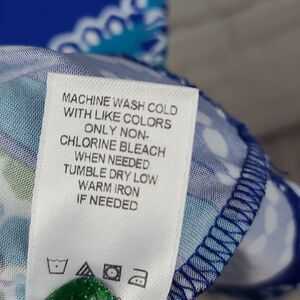 MACHINE WASH COLD
WITH LIKE COLORS
ONLY NON-
CHLORINE BLEACH
WHEN NEEDED
TUMBLE DRY LOW
WARM IRON
IF NEEDED